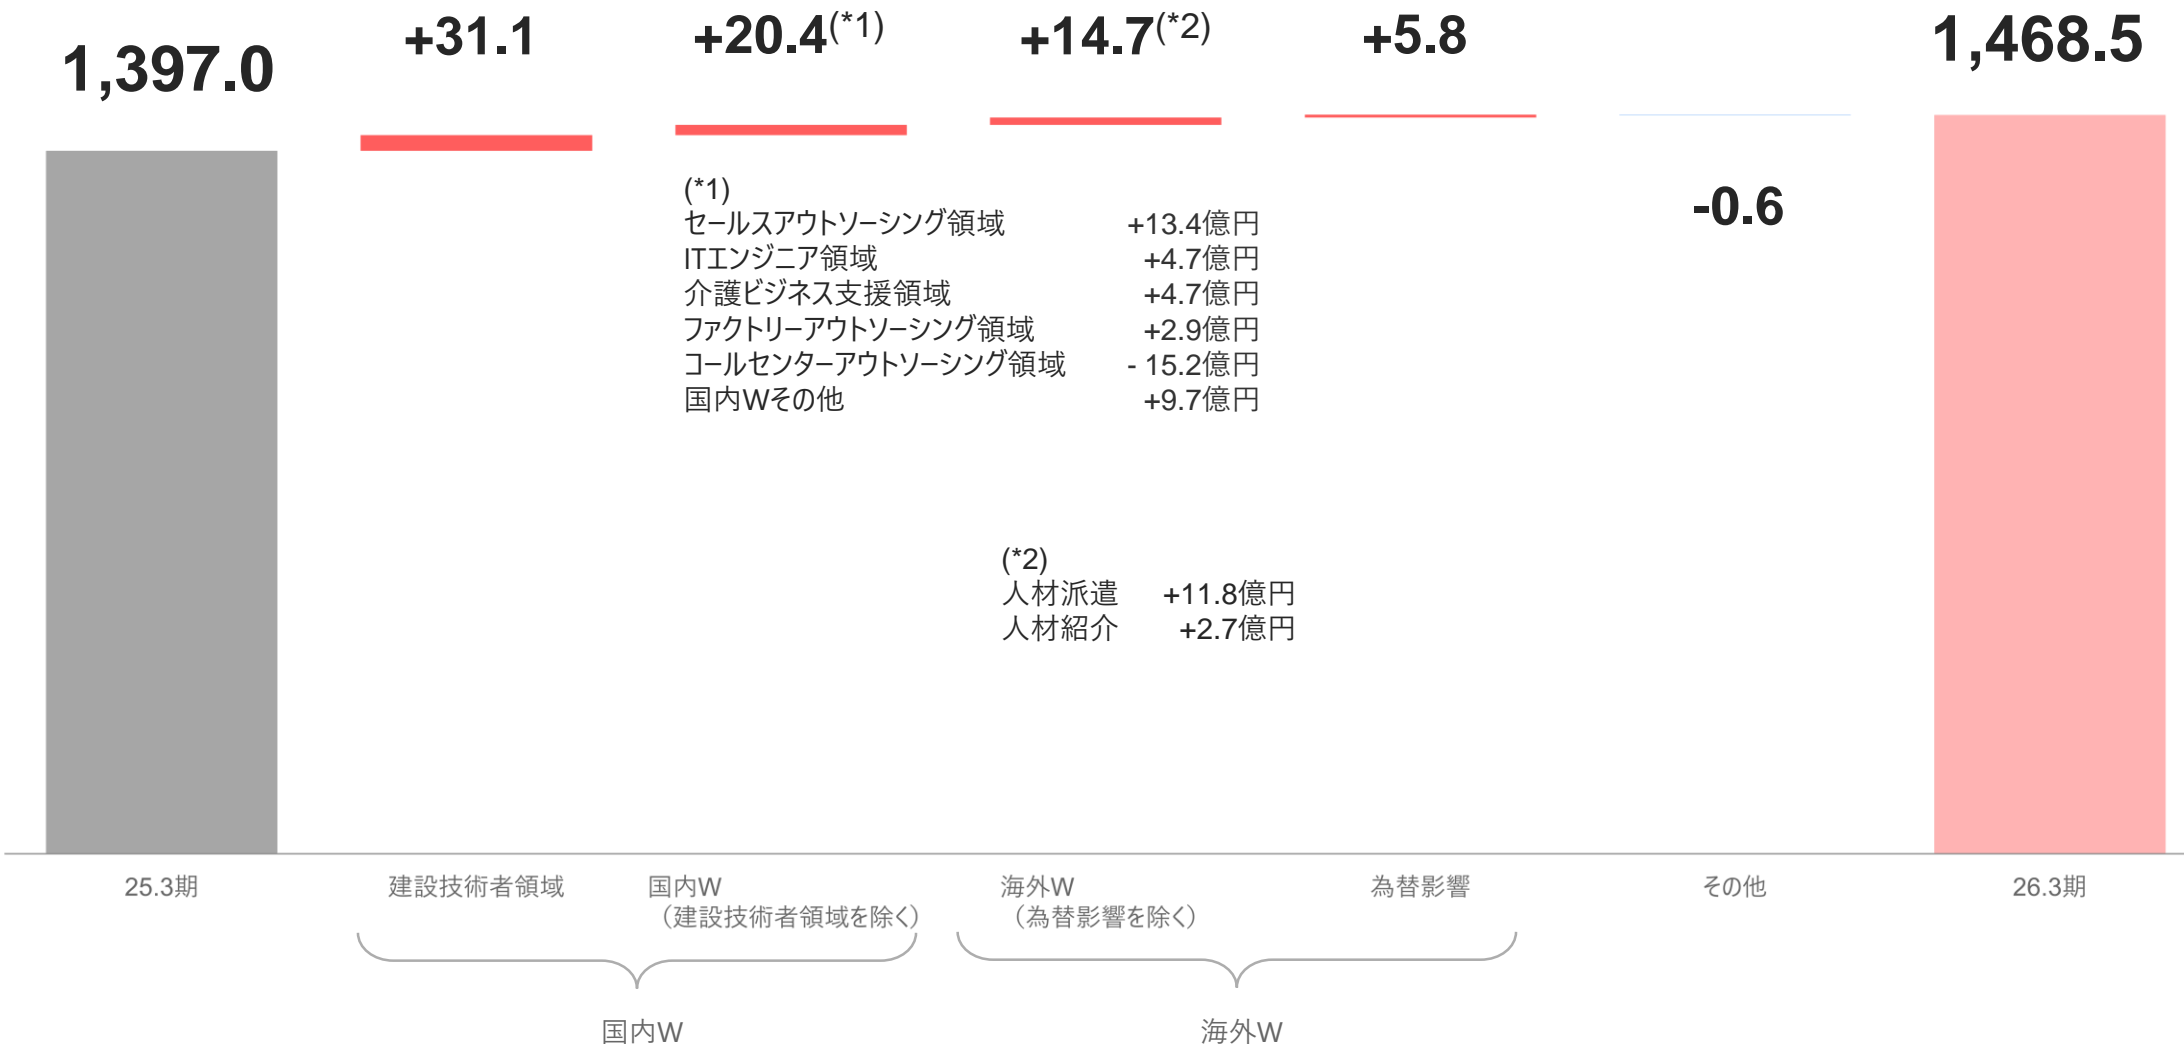 1,397.0
+31.1
+20.4(*1)
+14.7(*2)
+5.8
-0.6
1,468.5
(*1)
セールスアウトソーシング領域 +13.4億円
ITエンジニア領域 +4.7億円
介護ビジネス支援領域 +4.7億円
ファクトリーアウトソーシング領域 +2.9億円
コールセンターアウトソーシング領域 - 15.2億円
国内Wその他 +9.7億円
(*2)
人材派遣 +11.8億円
人材紹介 +2.7億円
25.3期
建設技術者領域
国内W
（建設技術者領域を除く）
海外W
（為替影響を除く）
為替影響
その他
26.3期
国内W
海外W